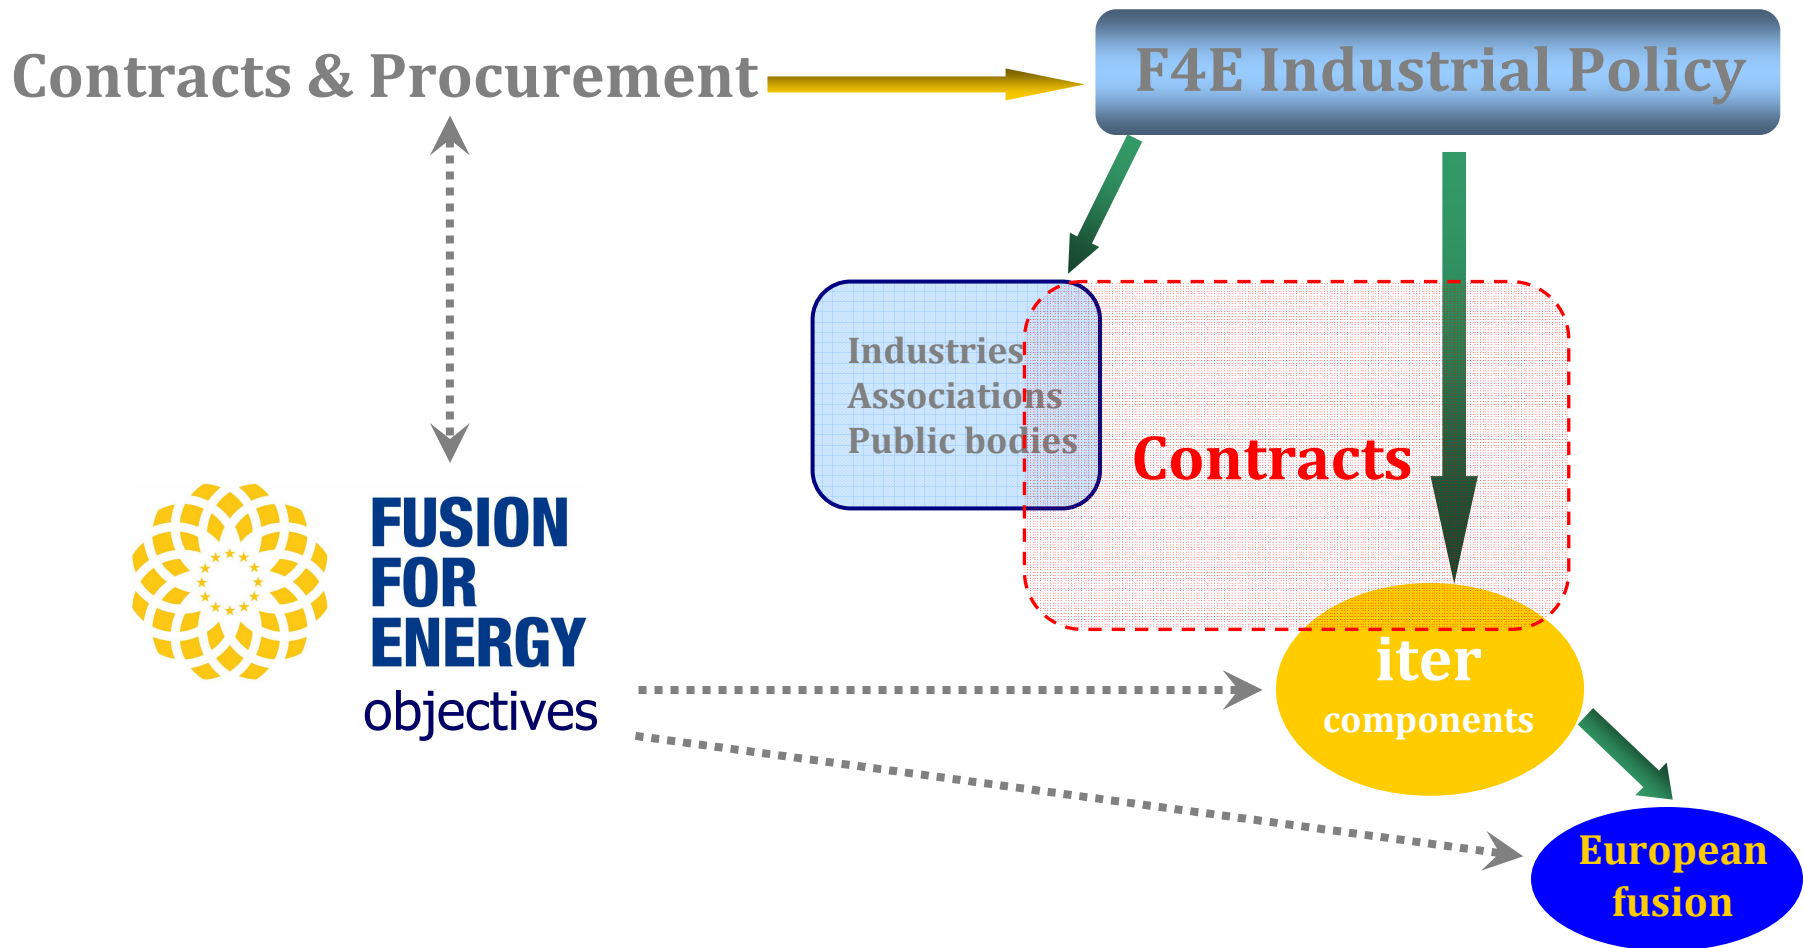 Contracts & Procurement
F4E Industrial Policy
Industries
Associations
Public bodies
Contracts
FUSION
FOR
ENERGY
objectives
iter
components
European
fusion